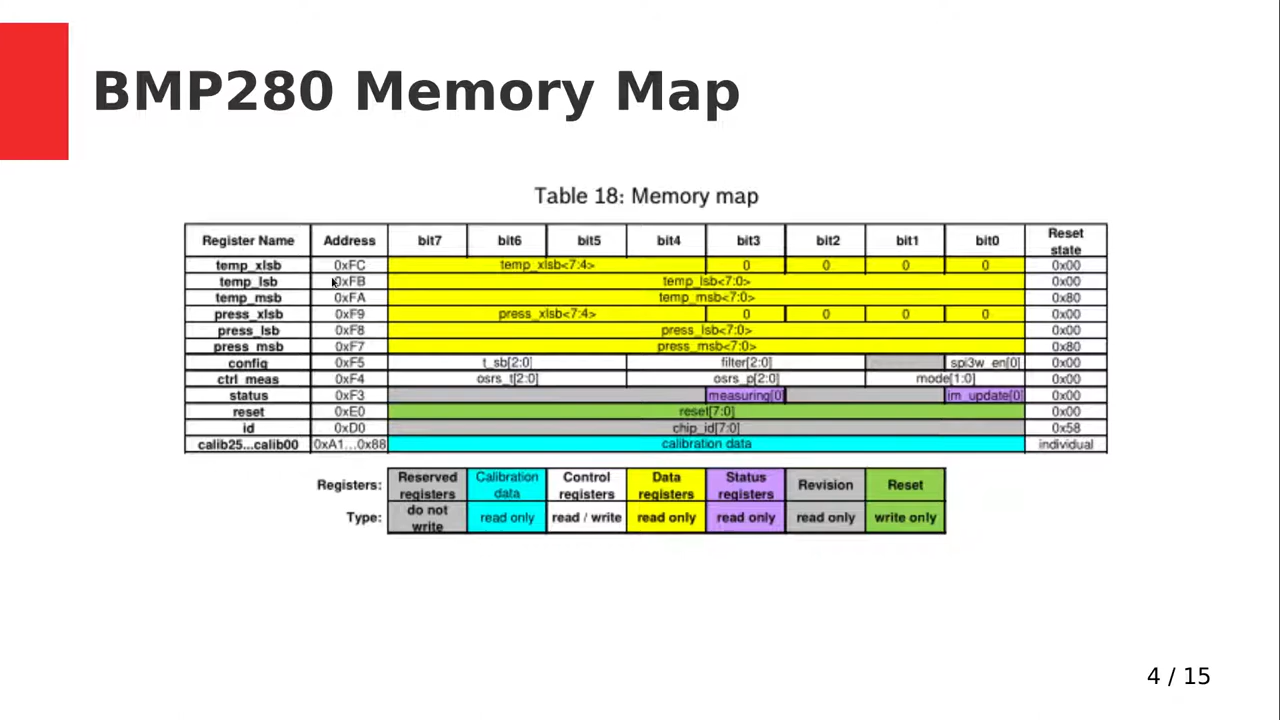 BMP280 Memory Map
Table 18: Memory map
Register Name Address bit7 bit6 bit5 bit4 bit3 bit2 bit1 bit0 Reset state
temp_xlsb 0xFC temp_xlsb<7:4> 0 0 0 0 0x00
temp_lsb 0xFB temp_lsb<7:0> 0x00
temp_msb 0xFA temp_msb<7:0> 0x80
press_xlsb 0xF9 press_xlsb<7:4> 0 0 0 0 0x00
press_lsb 0xF8 press_lsb<7:0> 0x00
press_msb 0xF7 press_msb<7:0> 0x80
config 0xF5 t_sb[2:0] filter[2:0] spi3w_en[0] 0x00
ctrl_meas 0xF4 osrs_t[2:0] osrs_p[2:0] mode[1:0] 0x00
status 0xF3 measuring[0] im_update[0] 0x00
reset 0xE0 reset[7:0] 0x00
id 0xD0 chip_id[7:0] 0x58
calib25...calib00 0xA1...0x88 calibration data individual
Registers: Reserved registers Calibration data Control registers Data registers Status registers Revision Reset
Type: do not write read only read / write read only read only read only write only
4 / 15